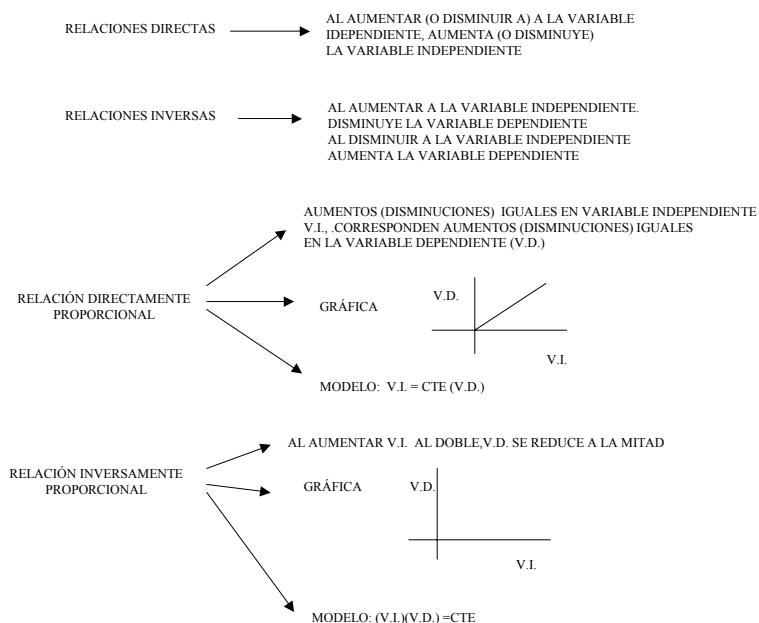 RELACIONES DIRECTAS
AL AUMENTAR (O DISMINUIR A) A LA VARIABLE
IDEPENDIENTE, AUMENTA (O DISMINUYE)
LA VARIABLE INDEPENDIENTE
RELACIONES INVERSAS
AL AUMENTAR A LA VARIABLE INDEPENDIENTE.
DISMINUYE LA VARIABLE DEPENDIENTE
AL DISMINUIR A LA VARIABLE INDEPENDIENTE
AUMENTA LA VARIABLE DEPENDIENTE
RELACIÓN DIRECTAMENTE
PROPORCIONAL
AUMENTOS (DISMINUCIONES) IGUALES EN VARIABLE INDEPENDIENTE
V.I., .CORRESPONDEN AUMENTOS (DISMINUCIONES) IGUALES
EN LA VARIABLE DEPENDIENTE (V.D.)
GRÁFICA
V.D.
V.I.
MODELO: V.I. = CTE (V.D.)
RELACIÓN INVERSAMENTE
PROPORCIONAL
AL AUMENTAR V.I. AL DOBLE,V.D. SE REDUCE A LA MITAD
GRÁFICA
V.D.
V.I.
MODELO: (V.I.)(V.D.) =CTE